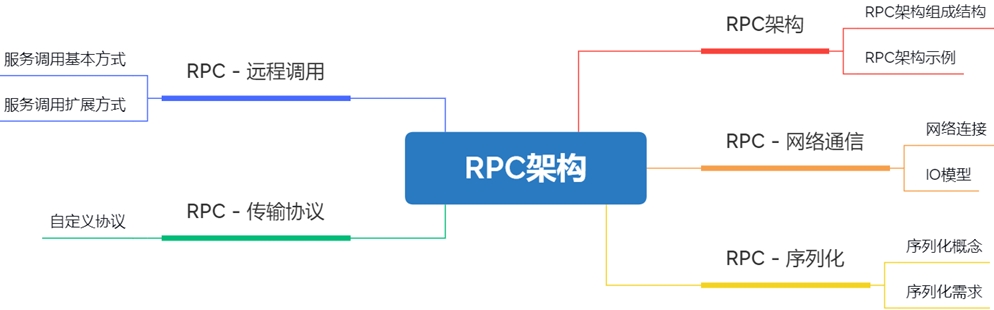 RPC架构
RPC架构
RPC架构组成结构
RPC架构示例
RPC - 网络通信
网络连接
IO模型
RPC - 序列化
序列化概念
序列化需求
RPC - 远程调用
服务调用基本方式
服务调用扩展方式
RPC - 传输协议
自定义协议